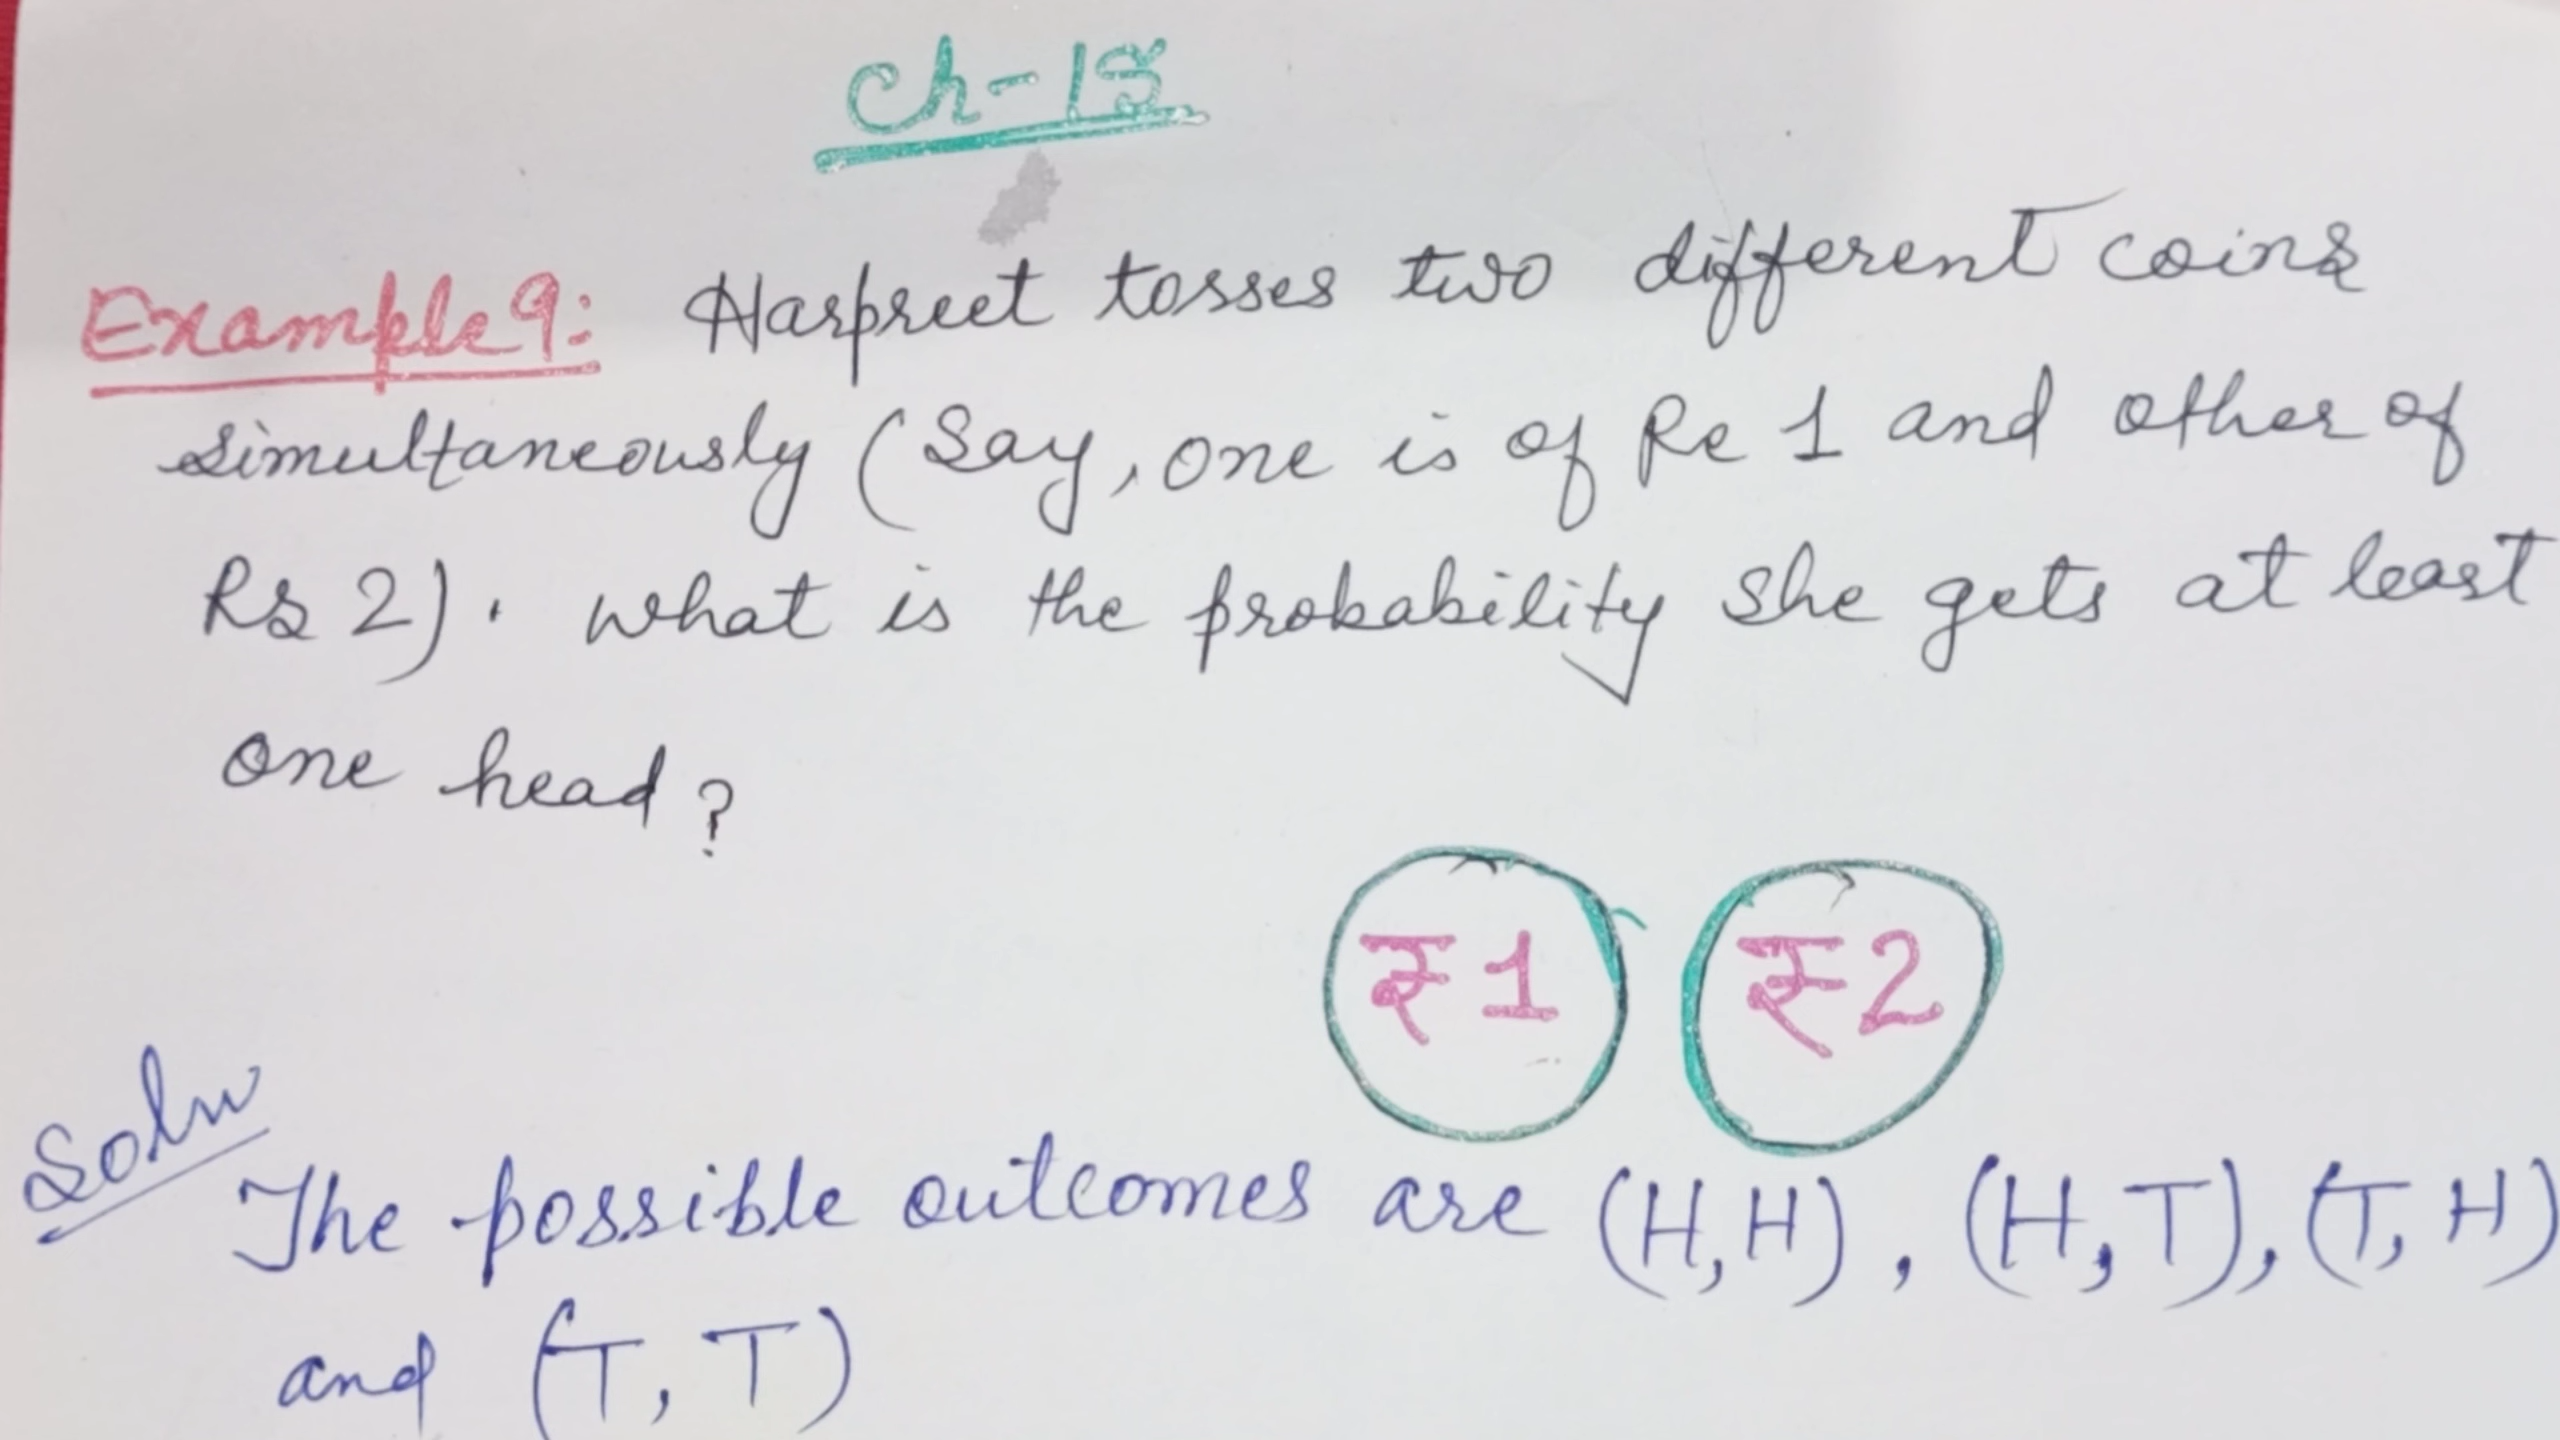 Ch-15
Example 9: Harpreet tosses two different coins
simultaneously (Say, one is of Re 1 and other of
Rs 2). What is the probability she gets at least
one head?
₹1 ₹2
Soln
The possible outcomes are (H,H), (H,T), (T,H)
and (T,T)